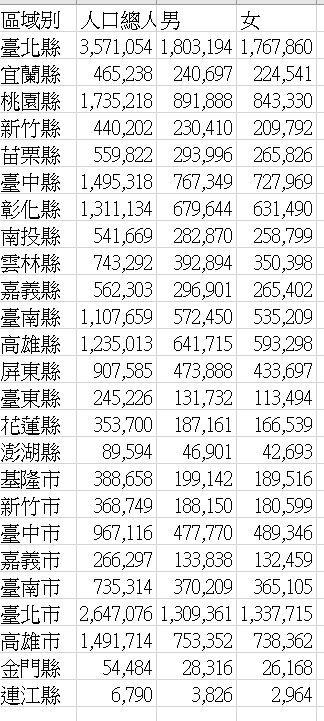 區域別 人口總人 男 女
臺北縣 3,571,054 1,803,194 1,767,860
宜蘭縣 465,238 240,697 224,541
桃園縣 1,735,218 891,888 843,330
新竹縣 440,202 230,410 209,792
苗栗縣 559,822 293,996 265,826
臺中縣 1,495,318 767,349 727,969
彰化縣 1,311,134 679,644 631,490
南投縣 541,669 282,870 258,799
雲林縣 743,292 392,894 350,398
嘉義縣 562,303 296,901 265,402
臺南縣 1,107,659 572,450 535,209
高雄縣 1,235,013 641,715 593,298
屏東縣 907,585 473,888 433,697
臺東縣 245,226 131,732 113,494
花蓮縣 353,700 187,161 166,539
澎湖縣 89,594 46,901 42,693
基隆市 388,658 199,142 189,516
新竹市 368,749 188,150 180,599
臺中市 967,116 477,770 489,346
嘉義市 266,297 133,838 132,459
臺南市 735,314 370,209 365,105
臺北市 2,647,076 1,309,361 1,337,715
高雄市 1,491,714 753,352 738,362
金門縣 54,484 28,316 26,168
連江縣 6,790 3,826 2,964